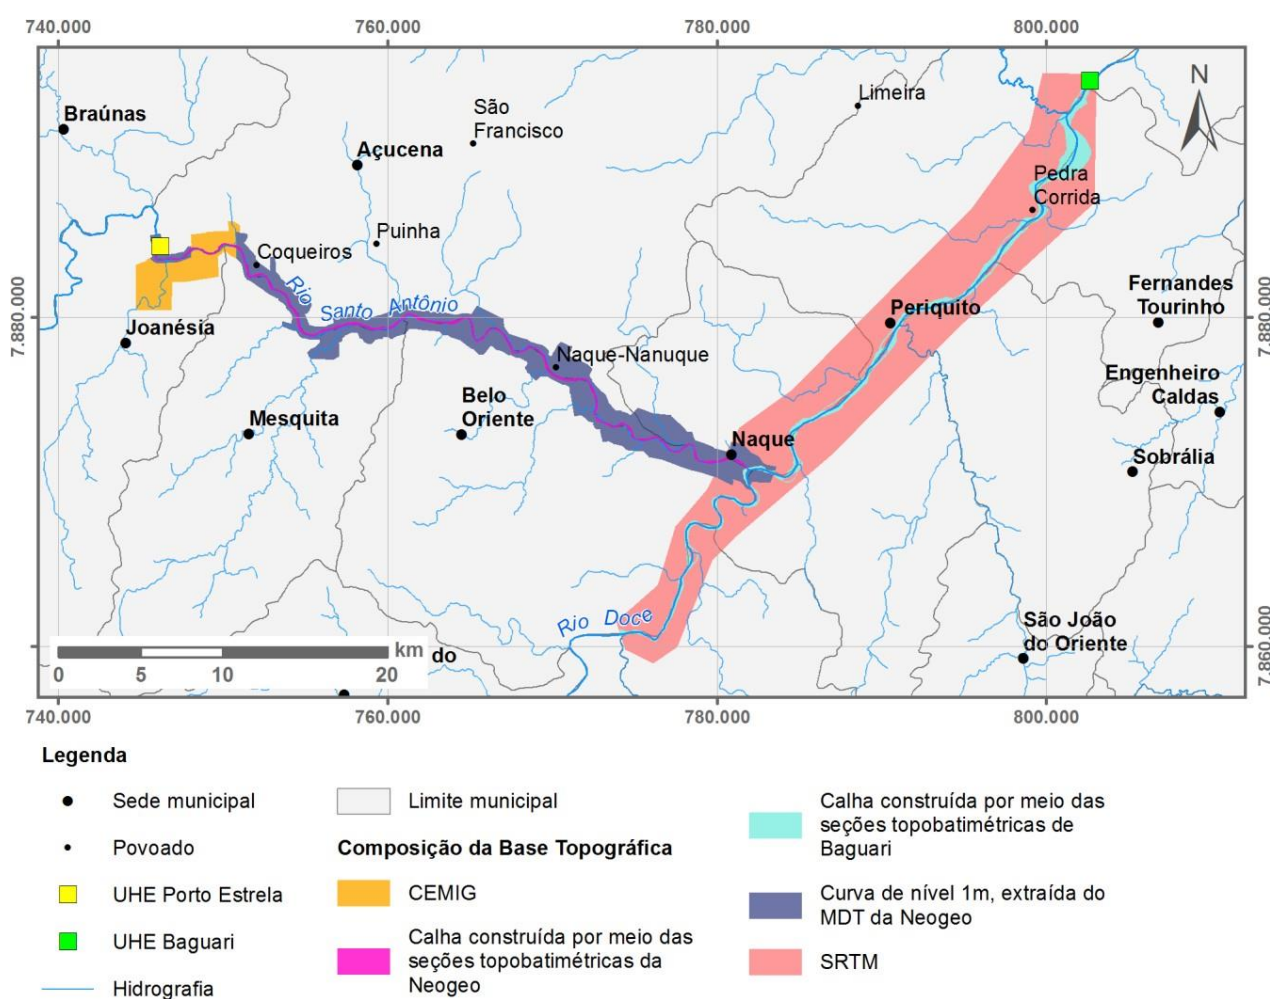 740.000 760.000 780.000 800.000
Braúnas
São
Francisco
Limeira
N
Açucena
Pedra
Corrida
Puinha
Coqueiros
Rio Santo Antônio
7.880.000
7.880.000
Joanésia
Periquito
Fernandes
Tourinho
Naque-Nanuque
Engenheiro
Caldas
Mesquita
Belo
Oriente
Naque
Sobrália
Rio Doce
São João
do Oriente
7.860.000
km
do
0 5 10 20
740.000 760.000 780.000 800.000
Legenda
Sede municipal
Povoado
UHE Porto Estrela
UHE Baguari
Hidrografia
Limite municipal
Composição da Base Topográfica
CEMIG
Calha construída por meio das
seções topobatimétricas da
Neogeo
Calha construída por meio das
seções topobatimétricas de
Baguari
Curva de nível 1m, extraída do
MDT da Neogeo
SRTM